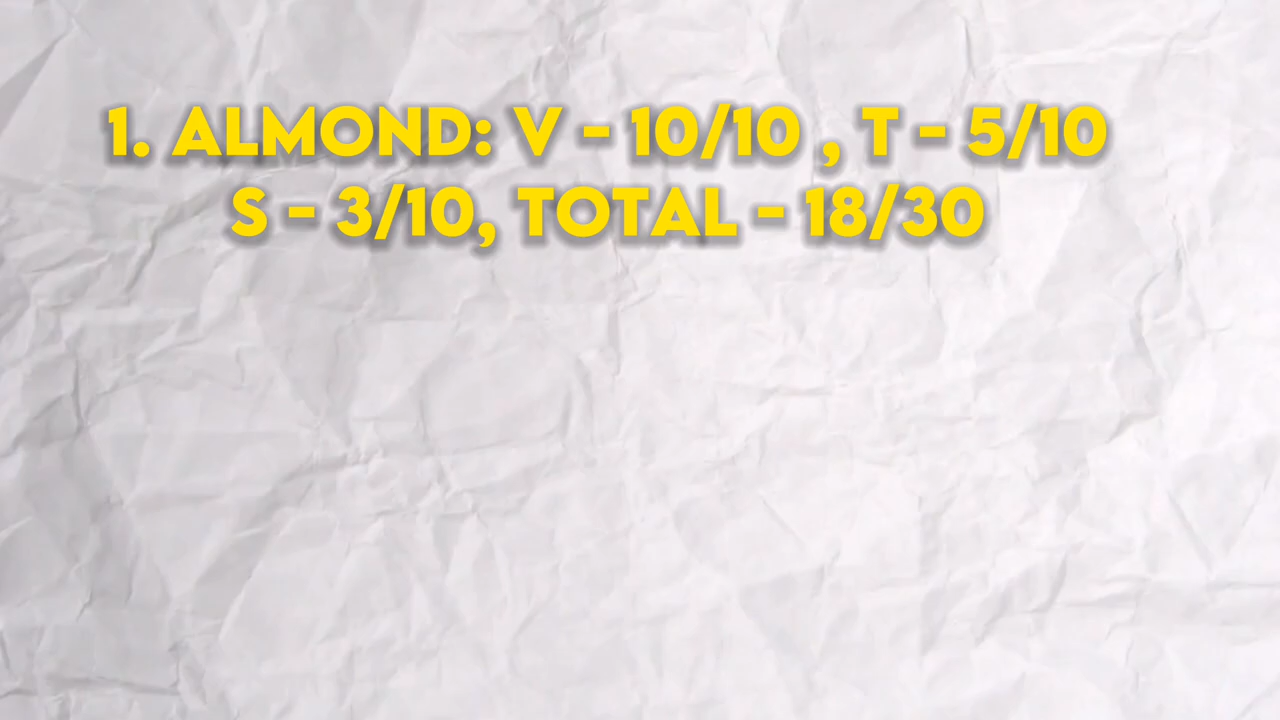 1. ALMOND: V - 10/10 , T - 5/10
S - 3/10, TOTAL - 18/30